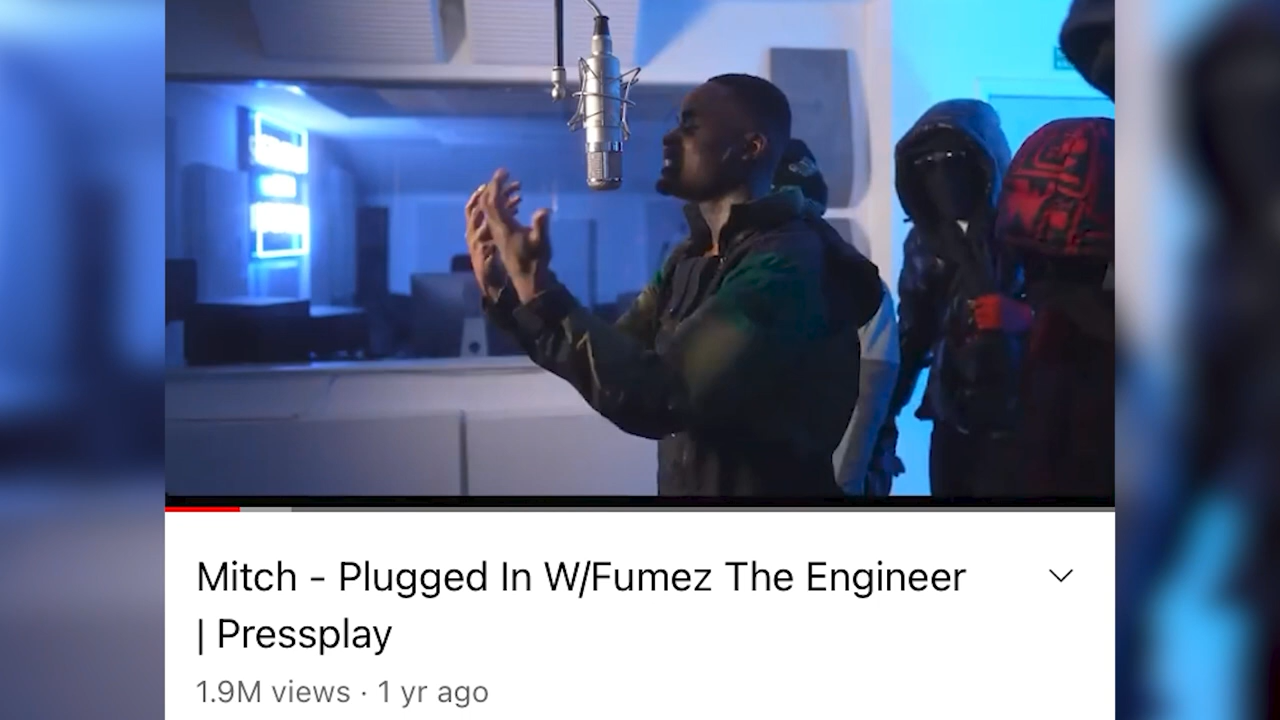 Mitch - Plugged In W/Fumez The Engineer
| Pressplay
1.9M views · 1 yr ago